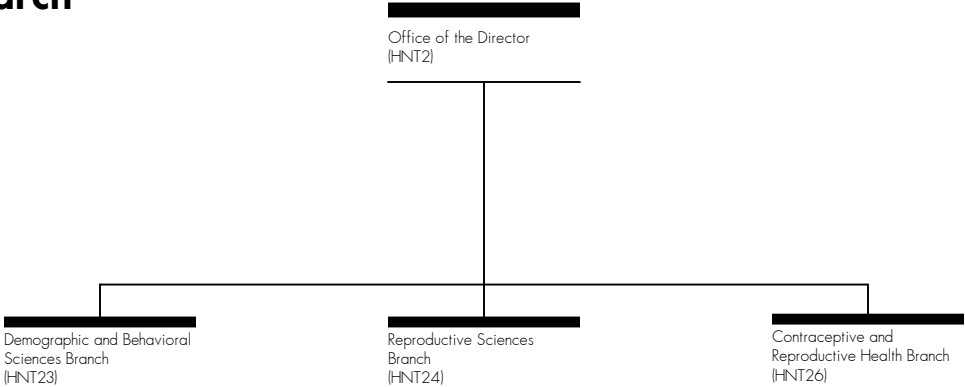 Office of the Director
(HNT2)
Demographic and Behavioral
Sciences Branch
(HNT23)
Reproductive Sciences
Branch
(HNT24)
Contraceptive and
Reproductive Health Branch
(HNT26)